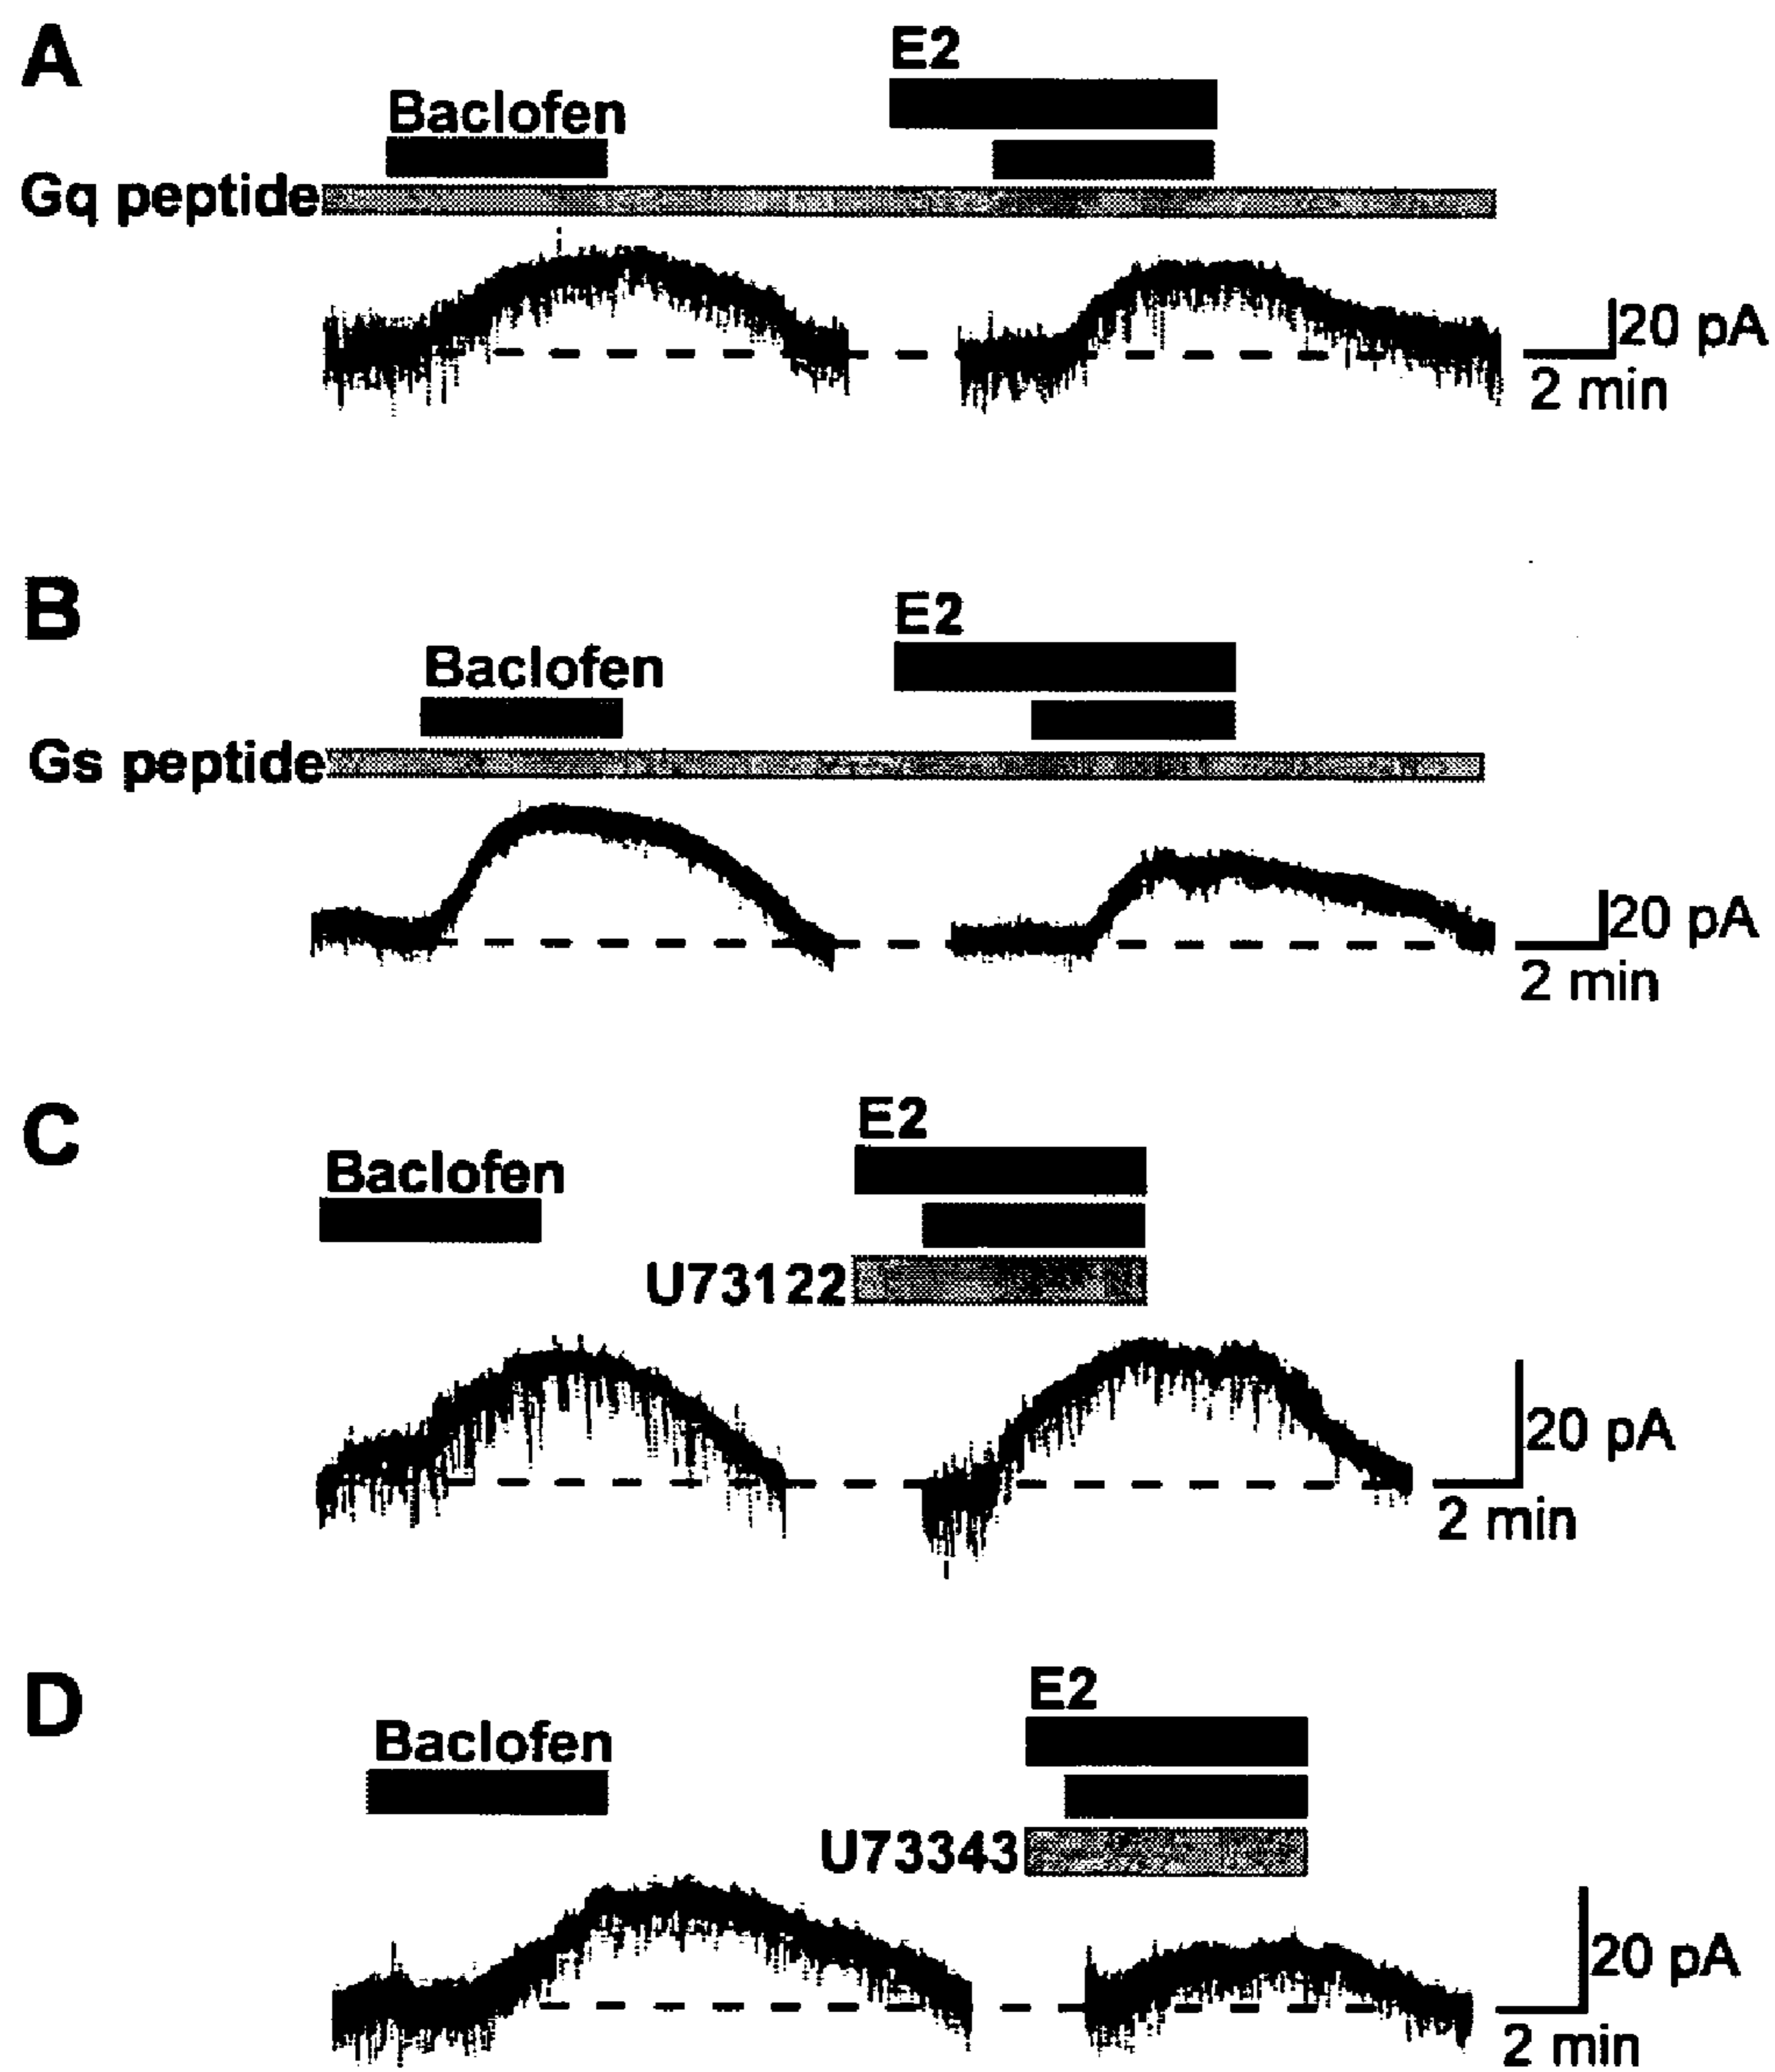 A
E2
Baclofen
Gq peptide
20 pA
2 min
B
E2
Baclofen
Gs peptide
20 pA
2 min
C
E2
Baclofen
U73122
20 pA
2 min
D
E2
Baclofen
U73343
20 pA
2 min